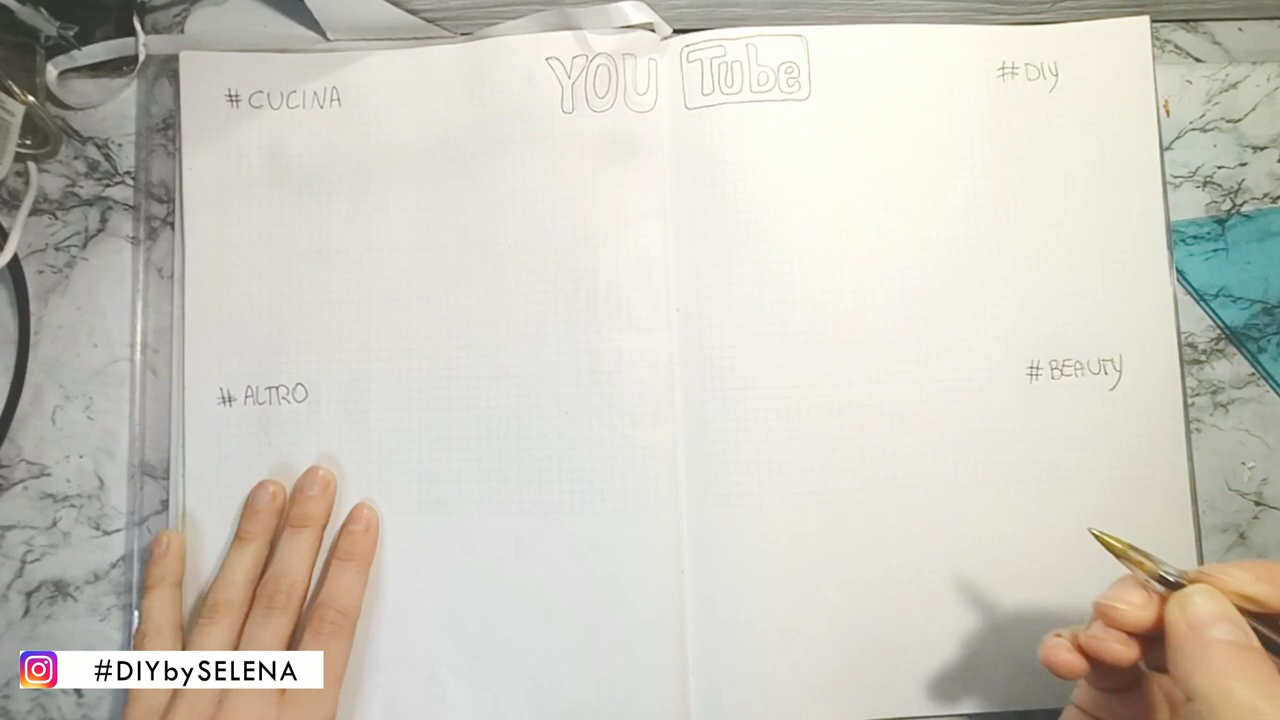 YOU Tube
#CUCINA
#DIY
#ALTRO
#BEAUTY
#DIYbySELENA